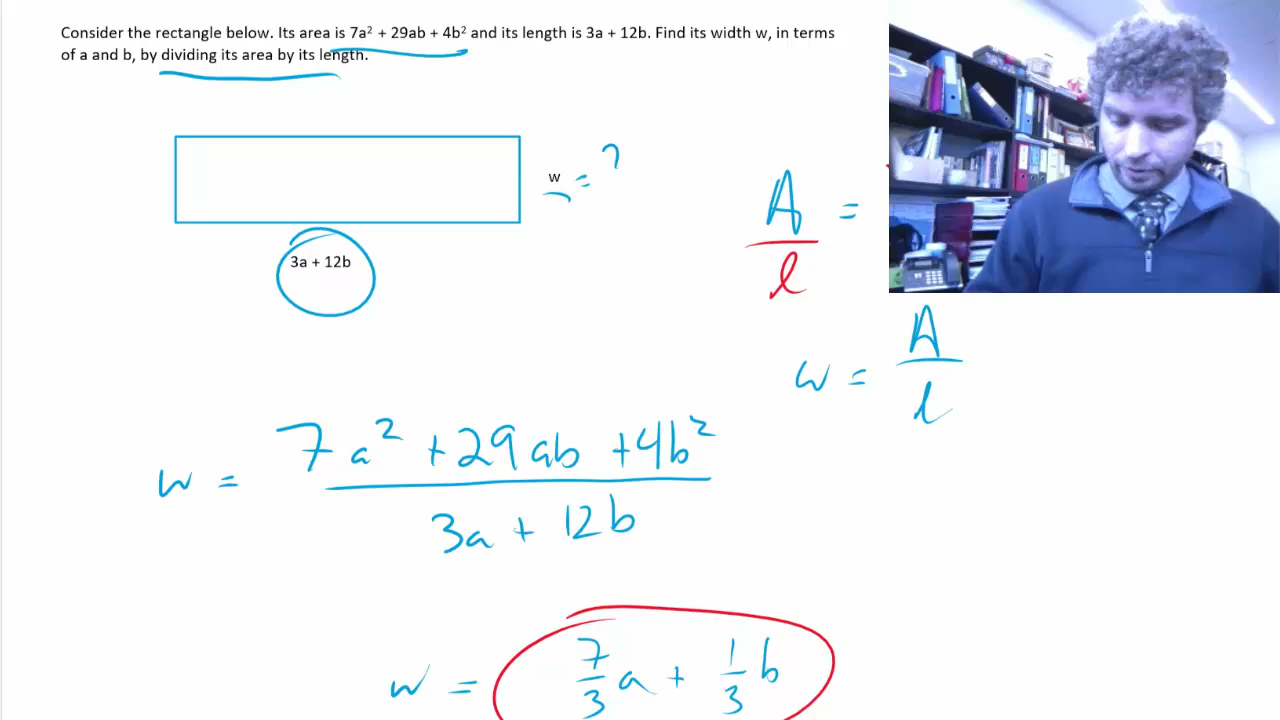 Consider the rectangle below. Its area is 7a² + 29ab + 4b² and its length is 3a + 12b. Find its width w, in terms
of a and b, by dividing its area by its length.
w = ?
3a + 12b
A/l =
w = A/l
w = (7a² + 29ab + 4b²)/(3a + 12b)
w = 7/3 a + 1/3 b